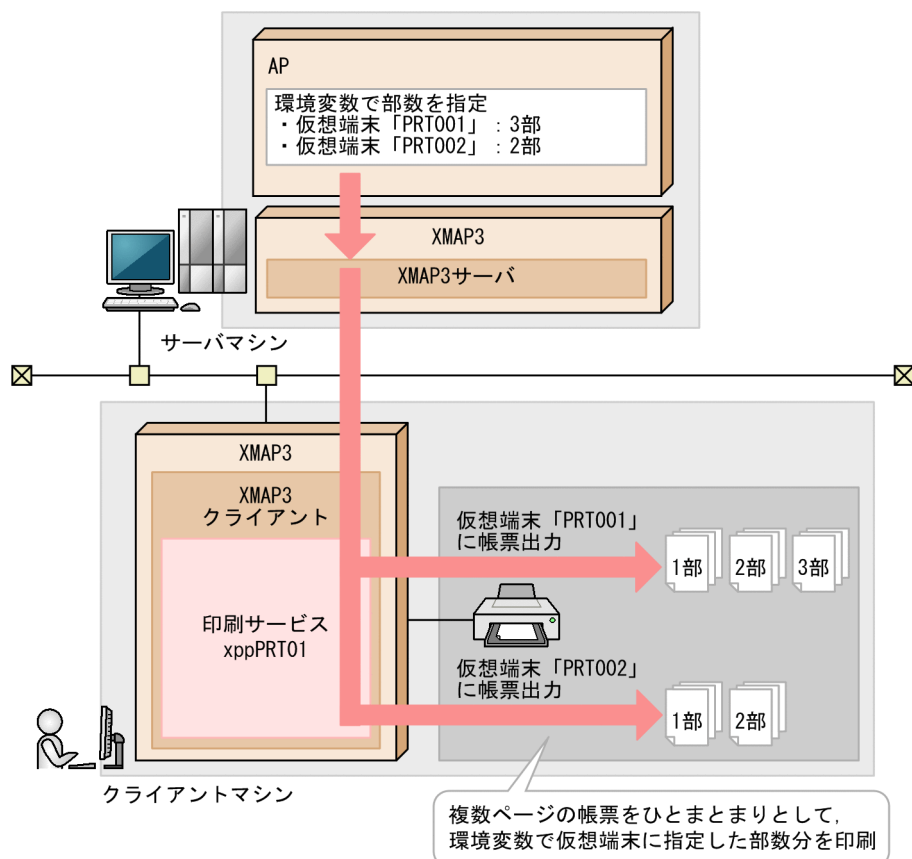 AP
環境変数で部数を指定
・仮想端末「PRT001」：3部
・仮想端末「PRT002」：2部
XMAP3
XMAP3サーバ
サーバマシン
XMAP3
XMAP3
クライアント
印刷サービス
xppPRT01
仮想端末「PRT001」
に帳票出力
1部 2部 3部
仮想端末「PRT002」
に帳票出力
1部 2部
クライアントマシン
複数ページの帳票をひとまとまりとして，
環境変数で仮想端末に指定した部数分を印刷